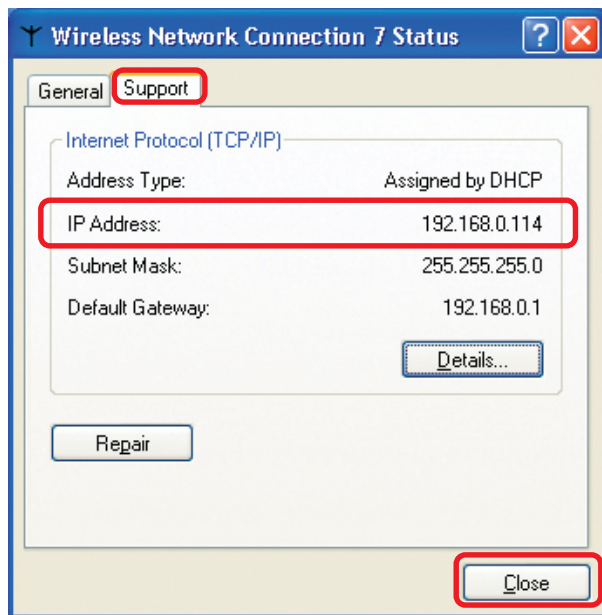 Wireless Network Connection 7 Status ?
General Support
Internet Protocol (TCP/IP)
Address Type: Assigned by DHCP
IP Address: 192.168.0.114
Subnet Mask: 255.255.255.0
Default Gateway: 192.168.0.1
Details...
Repair
Close